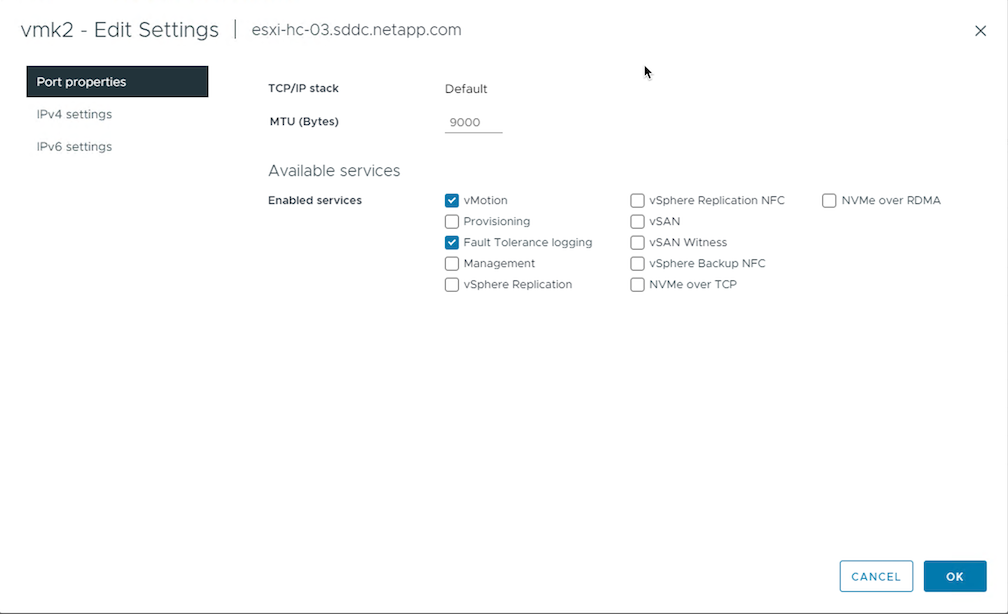 vmk2 - Edit Settings | esxi-hc-03.sddc.netapp.com
Port properties
IPv4 settings
IPv6 settings
TCP/IP stack Default
MTU (Bytes) 9000
Available services
Enabled services vMotion vSphere Replication NFC NVMe over RDMA
Provisioning vSAN
Fault Tolerance logging vSAN Witness
Management vSphere Backup NFC
vSphere Replication NVMe over TCP
CANCEL OK